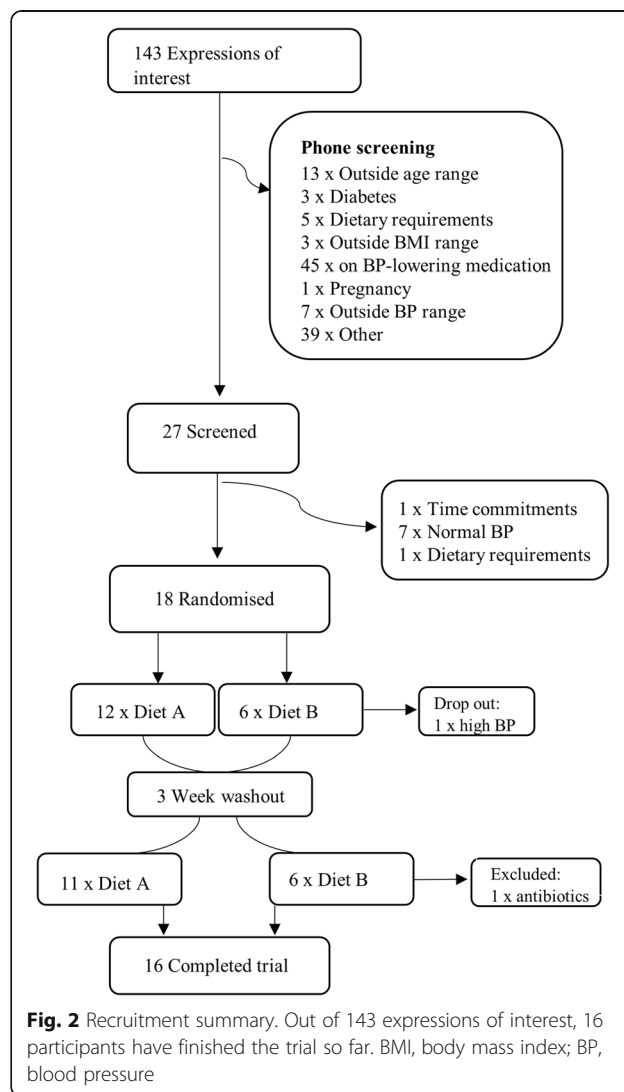 143 Expressions of
interest
Phone screening
13 x Outside age range
3 x Diabetes
5 x Dietary requirements
3 x Outside BMI range
45 x on BP-lowering medication
1 x Pregnancy
7 x Outside BP range
39 x Other
27 Screened
1 x Time commitments
7 x Normal BP
1 x Dietary requirements
18 Randomised
12 x Diet A
6 x Diet B
Drop out:
1 x high BP
3 Week washout
11 x Diet A
6 x Diet B
Excluded:
1 x antibiotics
16 Completed trial
Fig. 2 Recruitment summary. Out of 143 expressions of interest, 16
participants have finished the trial so far. BMI, body mass index; BP,
blood pressure